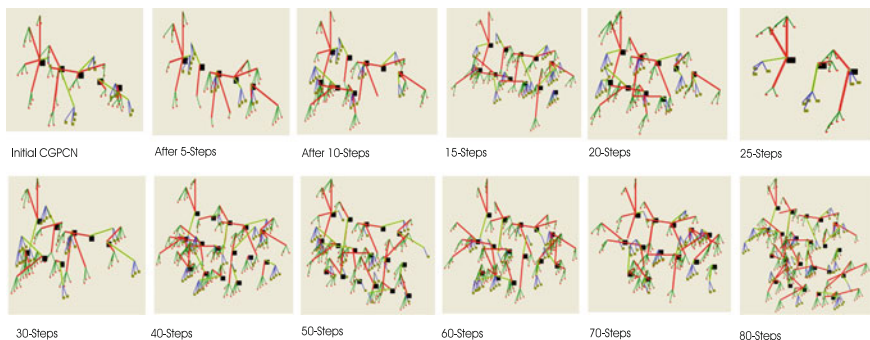 Initial CGPCN
After 5-Steps
After 10-Steps
15-Steps
20-Steps
25-Steps
30-Steps
40-Steps
50-Steps
60-Steps
70-Steps
80-Steps